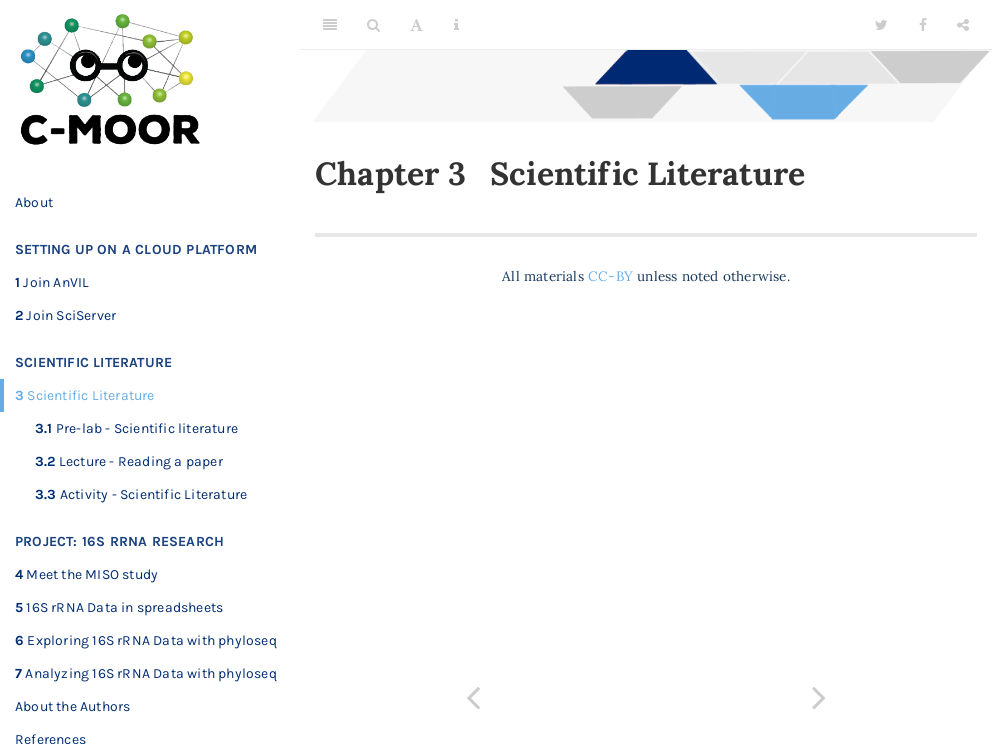 C-MOOR
About
SETTING UP ON A CLOUD PLATFORM
1 Join AnVIL
2 Join SciServer
SCIENTIFIC LITERATURE
3 Scientific Literature
3.1 Pre-lab - Scientific literature
3.2 Lecture - Reading a paper
3.3 Activity - Scientific Literature
PROJECT: 16S RRNA RESEARCH
4 Meet the MISO study
5 16S rRNA Data in spreadsheets
6 Exploring 16S rRNA Data with phyloseq
7 Analyzing 16S rRNA Data with phyloseq
About the Authors
References
Chapter 3 Scientific Literature
All materials CC-BY unless noted otherwise.